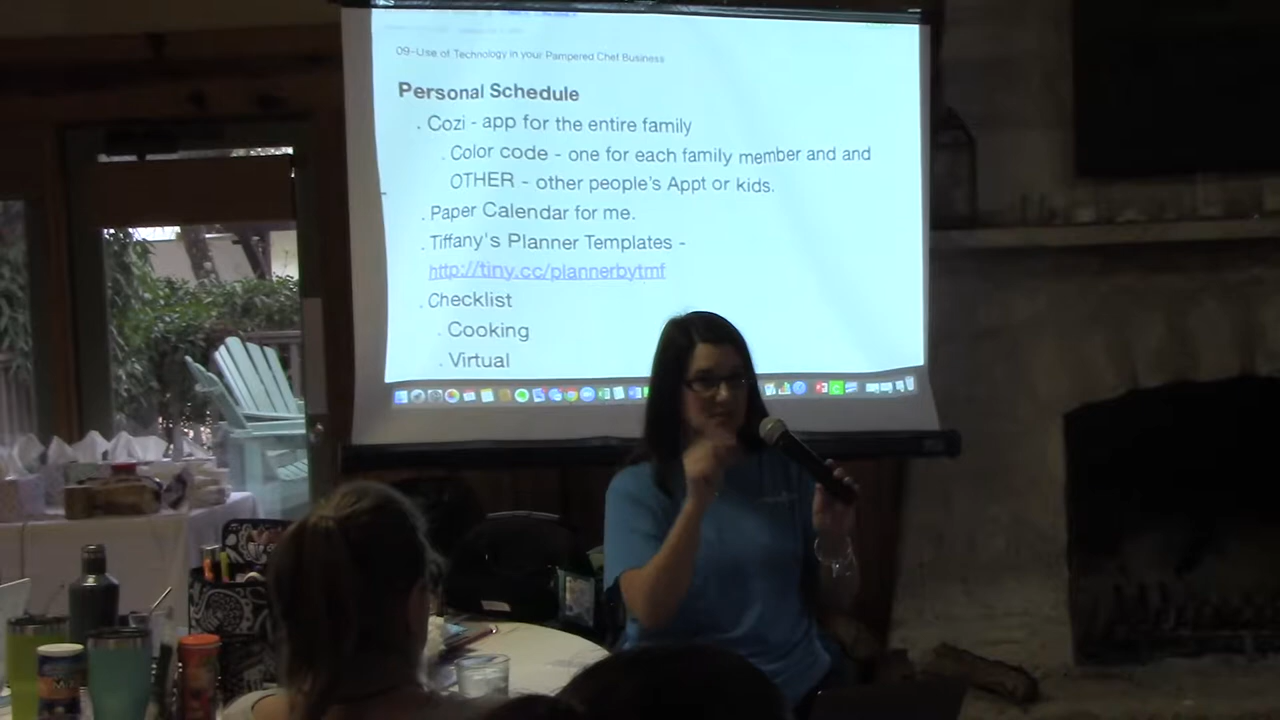 09-Use of Technology in your Pampered Chef Business
Personal Schedule
. Cozi - app for the entire family
. Color code - one for each family member and and
OTHER - other people's Appt or kids.
. Paper Calendar for me.
. Tiffany's Planner Templates -
http://tiny.cc/plannerbytmf
. Checklist
. Cooking
. Virtual